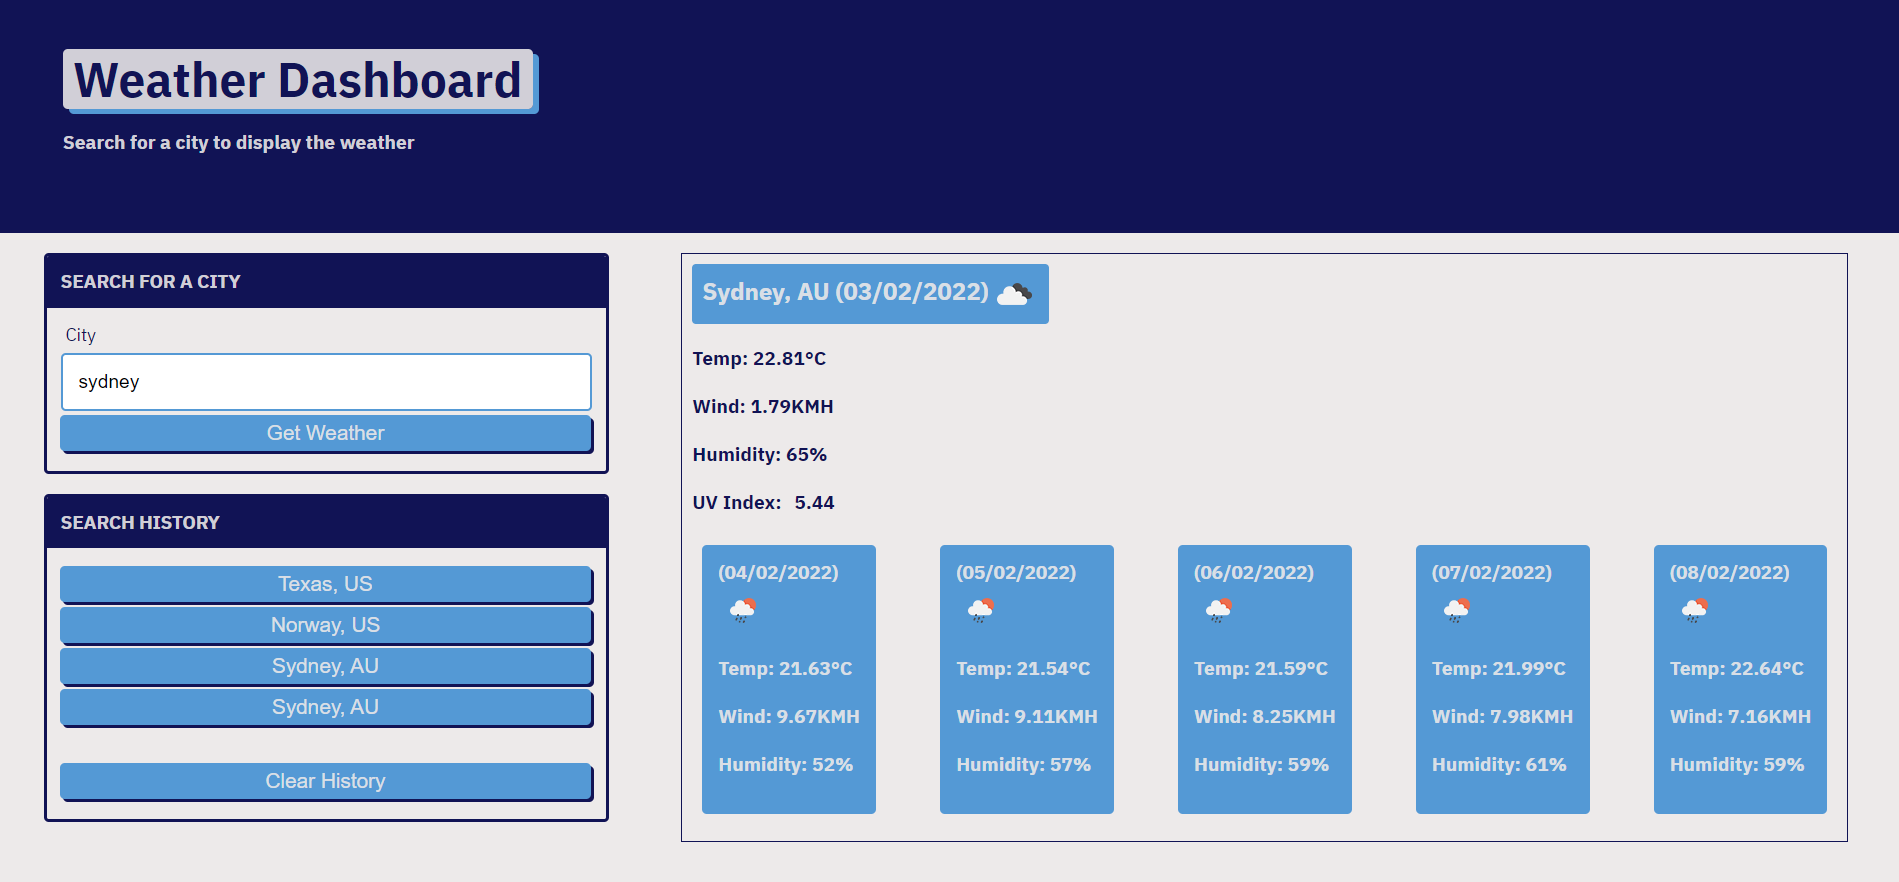 Weather Dashboard
Search for a city to display the weather
SEARCH FOR A CITY
City
sydney
Get Weather
SEARCH HISTORY
Texas, US
Norway, US
Sydney, AU
Sydney, AU
Clear History
Sydney, AU (03/02/2022)
Temp: 22.81°C
Wind: 1.79KMH
Humidity: 65%
UV Index: 5.44
(04/02/2022)
Temp: 21.63°C
Wind: 9.67KMH
Humidity: 52%
(05/02/2022)
Temp: 21.54°C
Wind: 9.11KMH
Humidity: 57%
(06/02/2022)
Temp: 21.59°C
Wind: 8.25KMH
Humidity: 59%
(07/02/2022)
Temp: 21.99°C
Wind: 7.98KMH
Humidity: 61%
(08/02/2022)
Temp: 22.64°C
Wind: 7.16KMH
Humidity: 59%